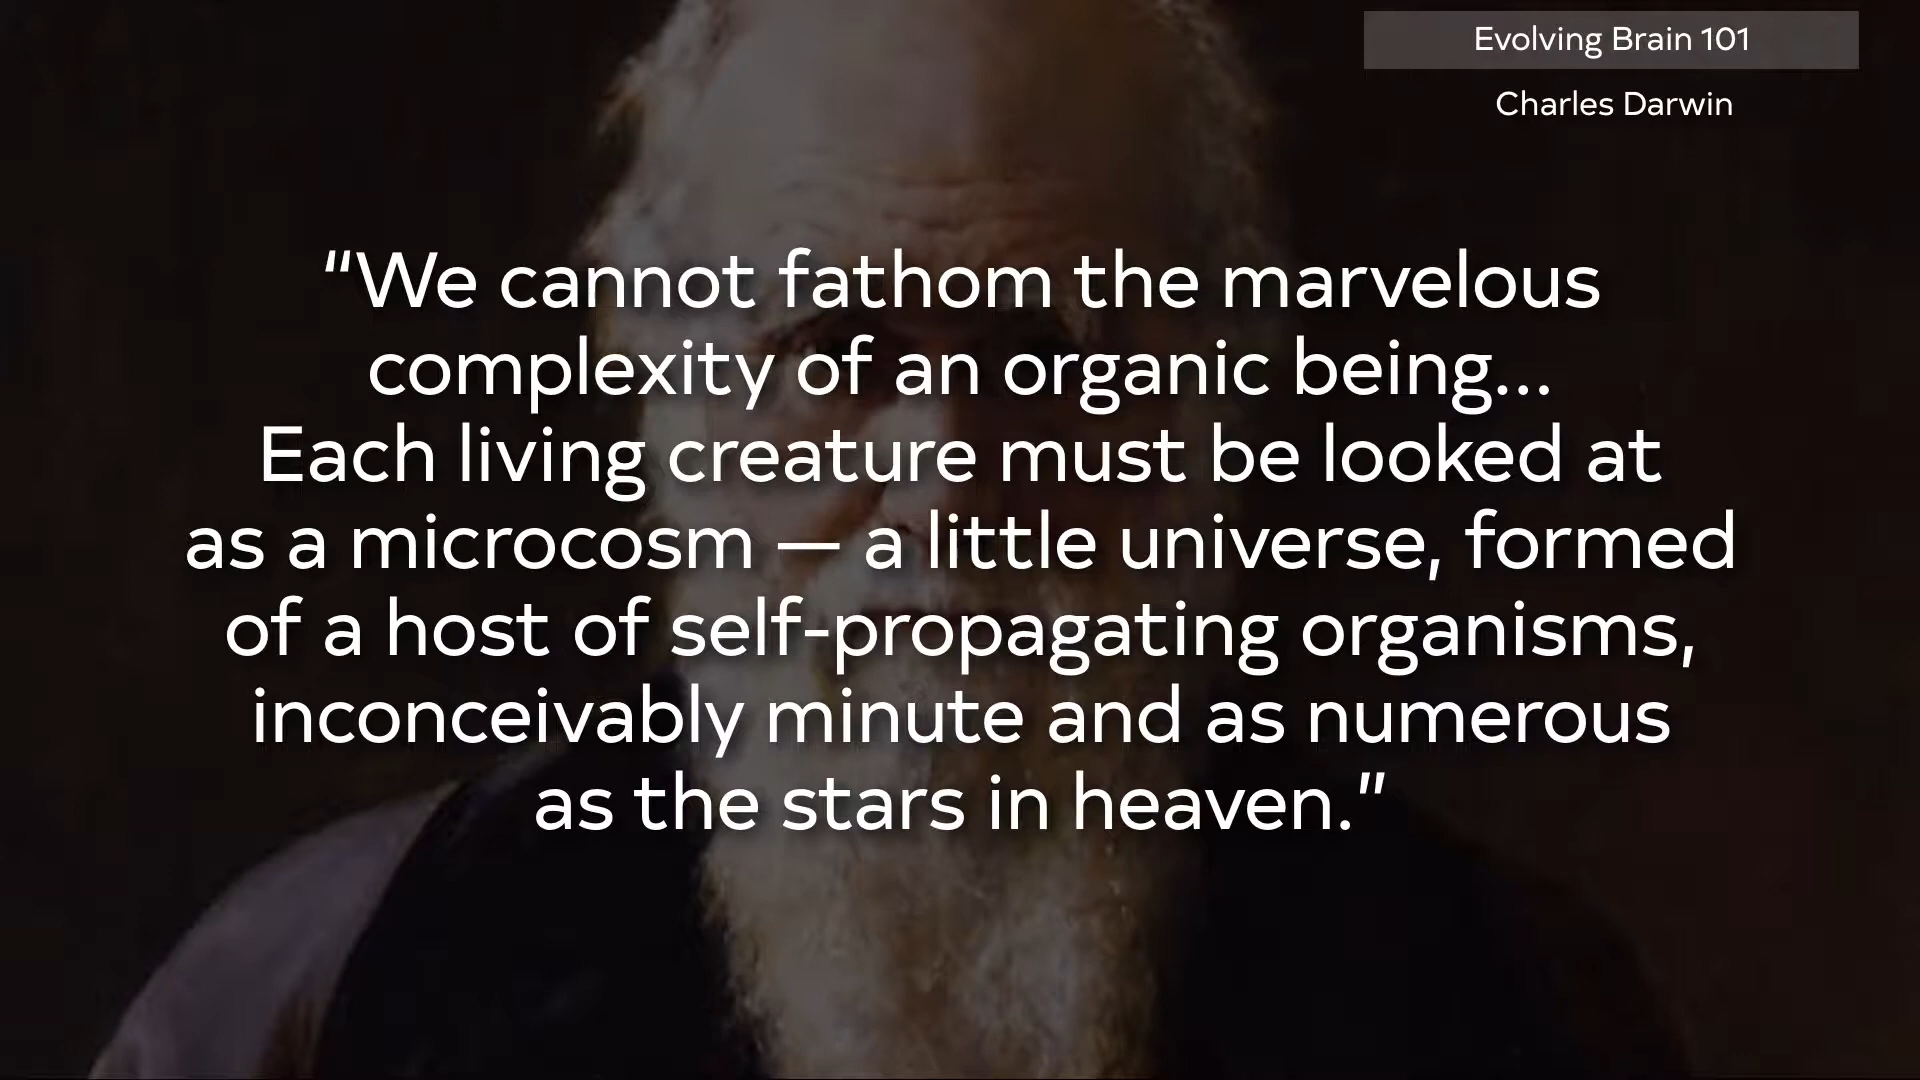 Evolving Brain 101
Charles Darwin
“We cannot fathom the marvelous
complexity of an organic being...
Each living creature must be looked at
as a microcosm — a little universe, formed
of a host of self-propagating organisms,
inconceivably minute and as numerous
as the stars in heaven.”